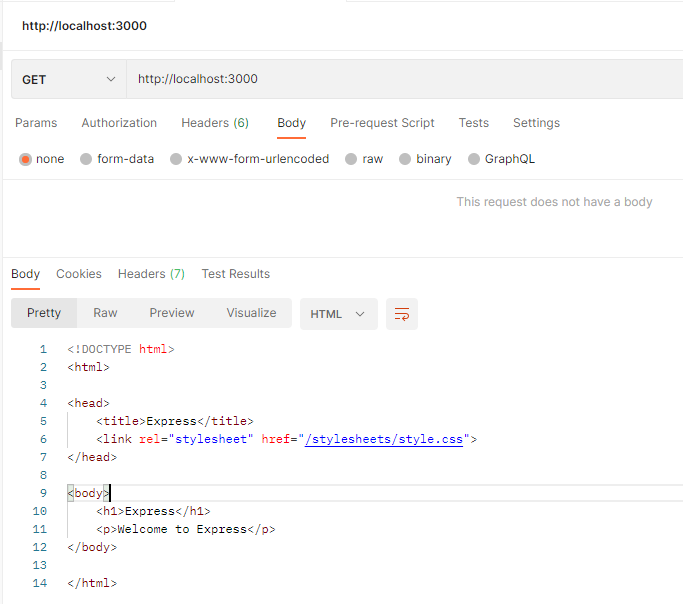 http://localhost:3000
GET http://localhost:3000
Params Authorization Headers (6) Body Pre-request Script Tests Settings
none form-data x-www-form-urlencoded raw binary GraphQL
This request does not have a body
Body Cookies Headers (7) Test Results
Pretty Raw Preview Visualize HTML
1 <!DOCTYPE html>
2 <html>
3
4 <head>
5 <title>Express</title>
6 <link rel="stylesheet" href="/stylesheets/style.css">
7 </head>
8
9 <body>
10 <h1>Express</h1>
11 <p>Welcome to Express</p>
12 </body>
13
14 </html>